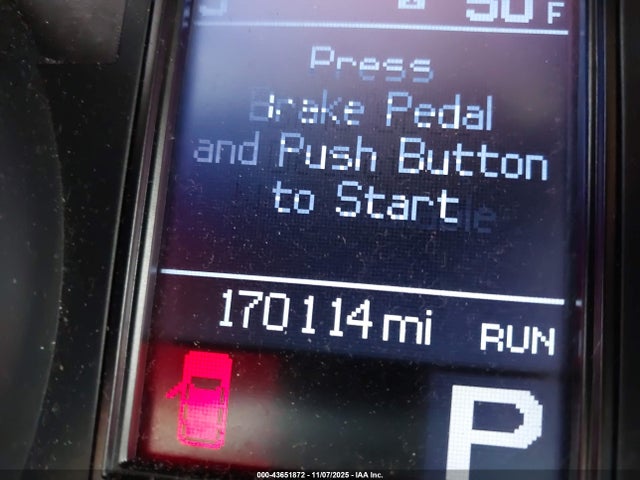 50 F
Press
Brake Pedal
and Push Button
to Start
170114 mi RUN
P
000-43651872 - 11/07/2025 - IAA Inc.